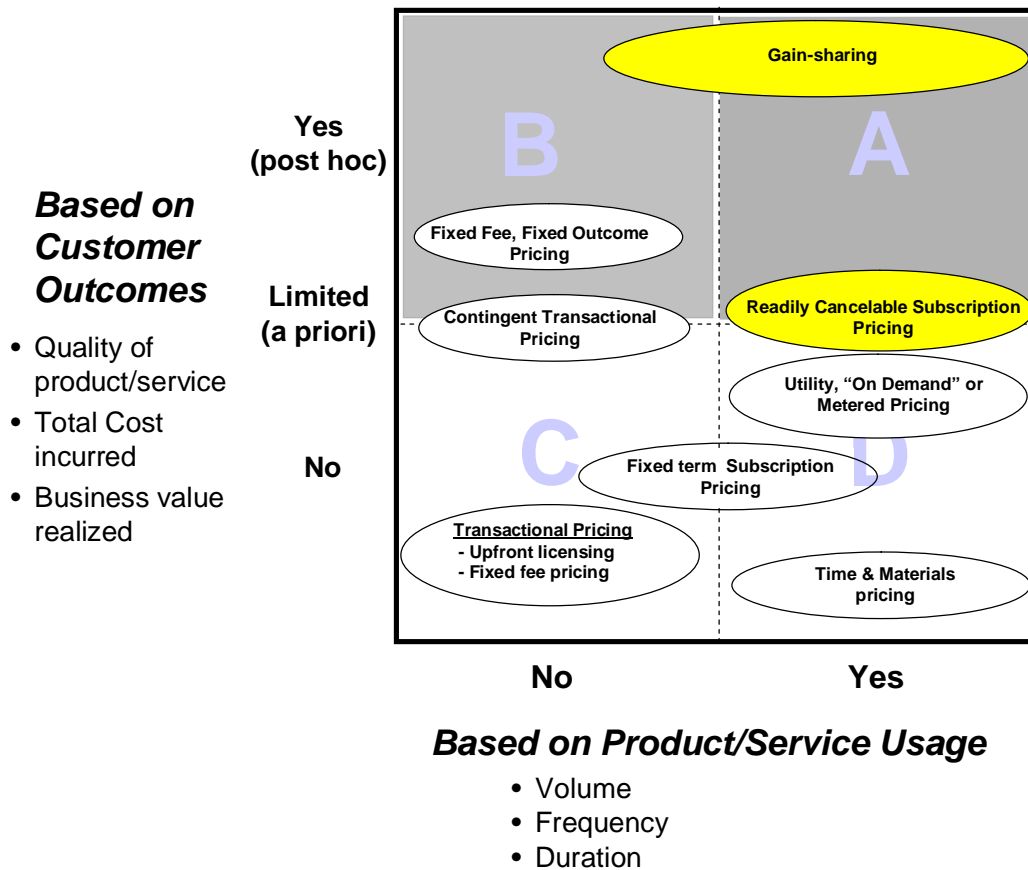 Gain-sharing
B
A
Yes
(post hoc)
Based on
Customer
Outcomes
Fixed Fee, Fixed Outcome
Pricing
Limited
(a priori)
Contingent Transactional
Pricing
Readily Cancelable Subscription
Pricing
• Quality of
product/service
• Total Cost
incurred
• Business value
realized
Utility, “On Demand” or
Metered Pricing
No
C
D
Fixed term Subscription
Pricing
Transactional Pricing
- Upfront licensing
- Fixed fee pricing
Time & Materials
pricing
No
Yes
Based on Product/Service Usage
• Volume
• Frequency
• Duration